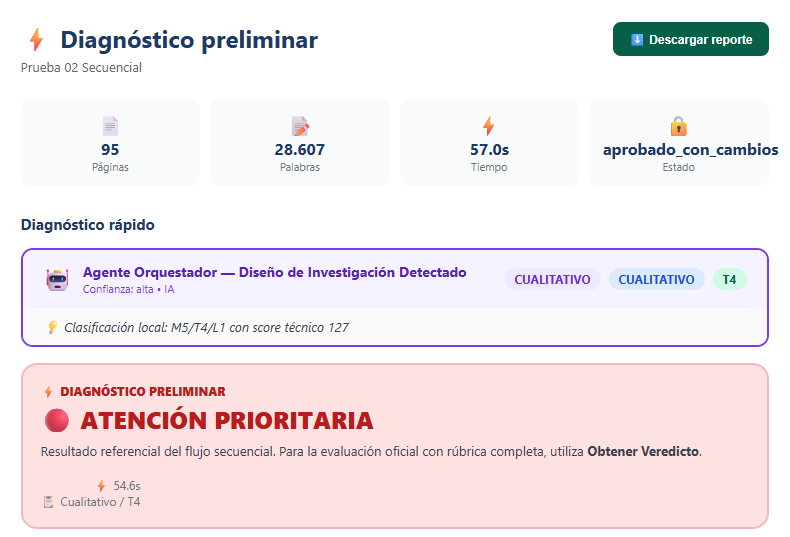 Diagnóstico preliminar
Descargar reporte
Prueba 02 Secuencial
95
Páginas
28.607
Palabras
57.0s
Tiempo
aprobado_con_cambios
Estado
Diagnóstico rápido
Agente Orquestador — Diseño de Investigación Detectado
Confianza: alta • IA
CUALITATIVO
CUALITATIVO
T4
Clasificación local: M5/T4/L1 con score técnico 127
DIAGNÓSTICO PRELIMINAR
ATENCIÓN PRIORITARIA
Resultado referencial del flujo secuencial. Para la evaluación oficial con rúbrica completa, utiliza Obtener Veredicto.
54.6s
Cualitativo / T4